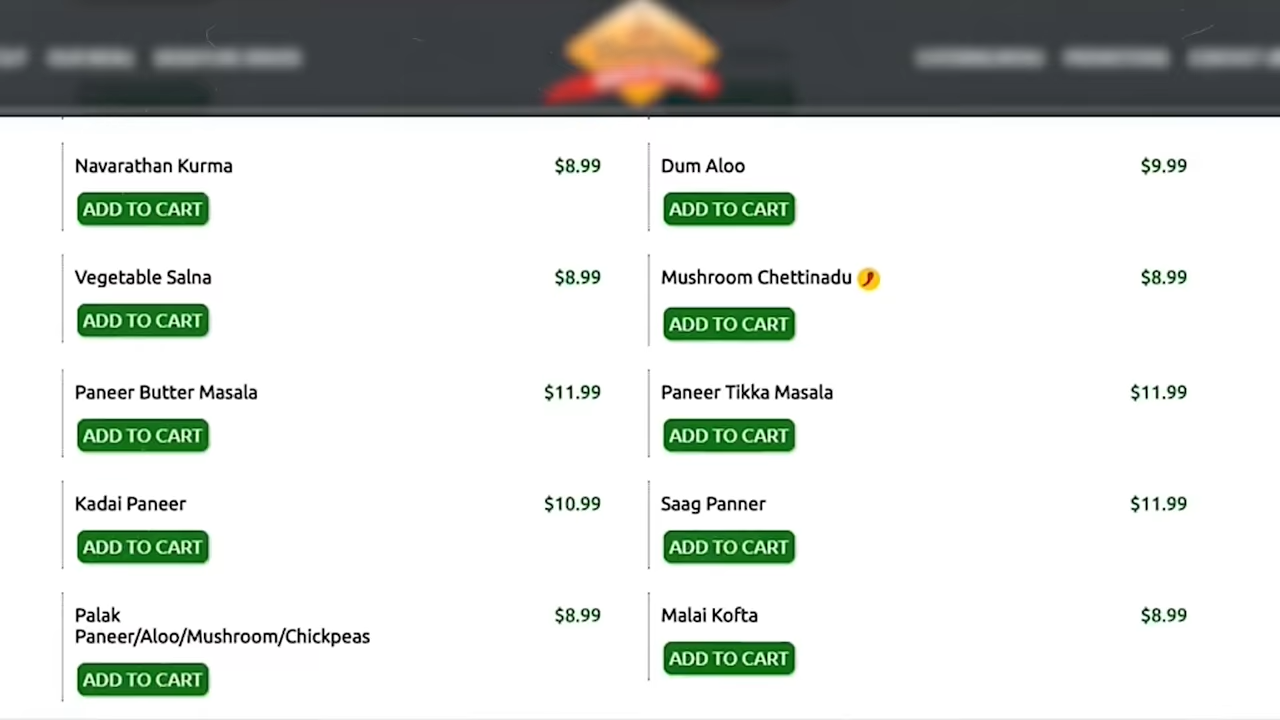 Navarathan Kurma $8.99
ADD TO CART
Dum Aloo $9.99
ADD TO CART
Vegetable Salna $8.99
ADD TO CART
Mushroom Chettinadu $8.99
ADD TO CART
Paneer Butter Masala $11.99
ADD TO CART
Paneer Tikka Masala $11.99
ADD TO CART
Kadai Paneer $10.99
ADD TO CART
Saag Panner $11.99
ADD TO CART
Palak $8.99
Paneer/Aloo/Mushroom/Chickpeas
ADD TO CART
Malai Kofta $8.99
ADD TO CART